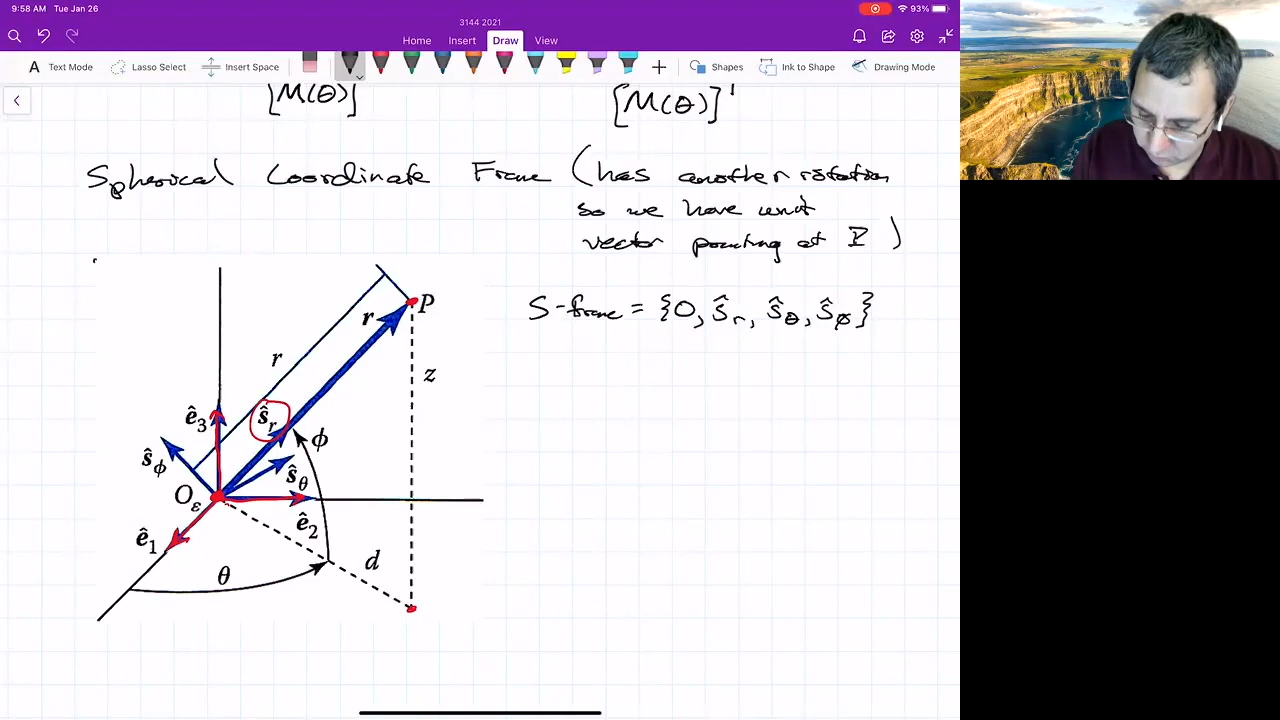 9:58 AM Tue Jan 26
93%
3144 2021
Home Insert Draw View
Text Mode Lasso Select Insert Space Shapes Ink to Shape Drawing Mode
[M(θ)] [M(θ)]
Spherical Coordinate Frame (has another rotation
so we have unit
vector pointing at P)
S-frame = {O, ŝr, ŝθ, ŝφ}
P
r
r
z
ê3
ŝr
φ
ŝφ
ŝθ
Oε
ê2
ê1
d
θ